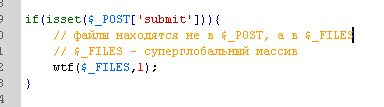 if(isset($_POST['submit'])){
// файлы находятся не в $_POST, а в $_FILES
// $_FILES - суперглобальный массив
wtf($_FILES,1);
}